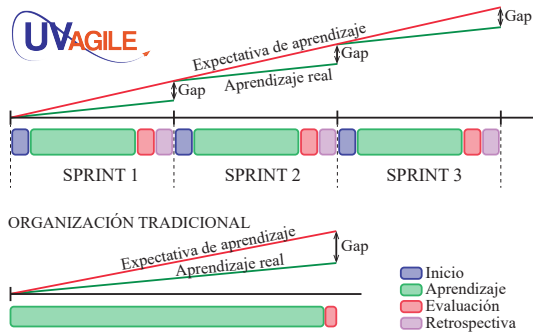 UVAGILE
Expectativa de aprendizaje
Aprendizaje real
Gap
Gap
Gap
SPRINT 1
SPRINT 2
SPRINT 3
ORGANIZACIÓN TRADICIONAL
Expectativa de aprendizaje
Aprendizaje real
Gap
Inicio
Aprendizaje
Evaluación
Retrospectiva